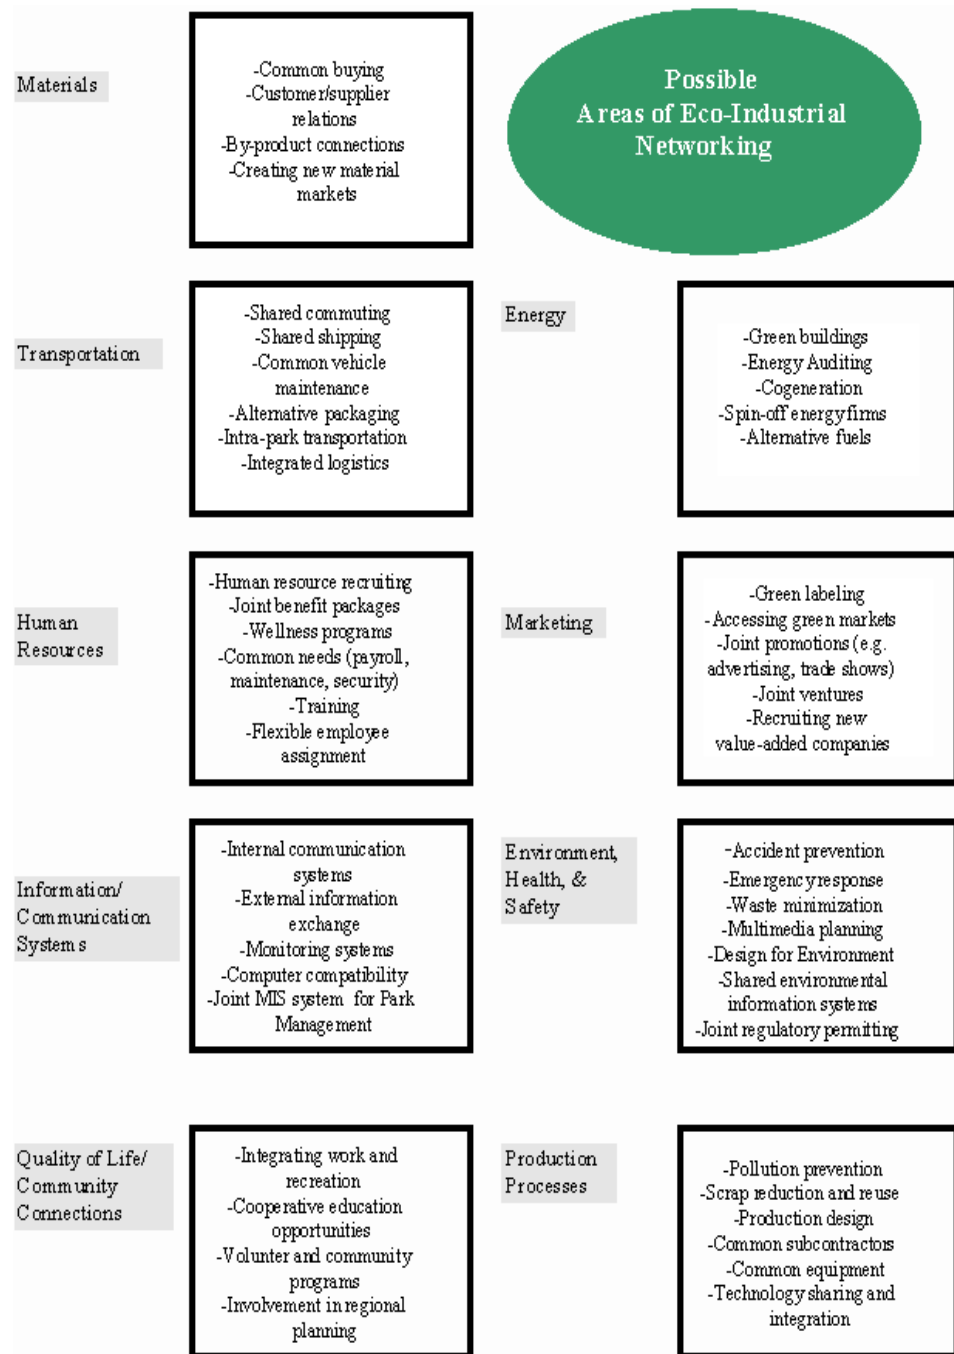 Possible
Areas of Eco-Industrial
Networking
Materials
-Common buying
-Customer/supplier
relations
-By-product connections
-Creating new material
markets
Transportation
-Shared commuting
-Shared shipping
-Common vehicle
maintenance
-Alternative packaging
-Intra-park transportation
-Integrated logistics
Energy
-Green buildings
-Energy Auditing
-Cogeneration
-Spin-off energy firms
-Alternative fuels
Human
Resources
-Human resource recruiting
-Joint benefit packages
-Wellness programs
-Common needs (payroll,
maintenance, security)
-Training
-Flexible employee
assignment
Marketing
-Green labeling
-Accessing green markets
-Joint promotions (e.g.
advertising, trade shows)
-Joint ventures
-Recruiting new
value-added companies
Information/
Communication
Systems
-Internal communication
systems
-External information
exchange
-Monitoring systems
-Computer compatibility
-Joint MIS system for Park
Management
Environment,
Health, &
Safety
-Accident prevention
-Emergency response
-Waste minimization
-Multimedia planning
-Design for Environment
-Shared environmental
information systems
-Joint regulatory permitting
Quality of Life/
Community
Connections
-Integrating work and
recreation
-Cooperative education
opportunities
-Volunter and community
programs
-Involvement in regional
planning
Production
Processes
-Pollution prevention
-Scrap reduction and reuse
-Production design
-Common subcontractors
-Common equipment
-Technology sharing and
integration